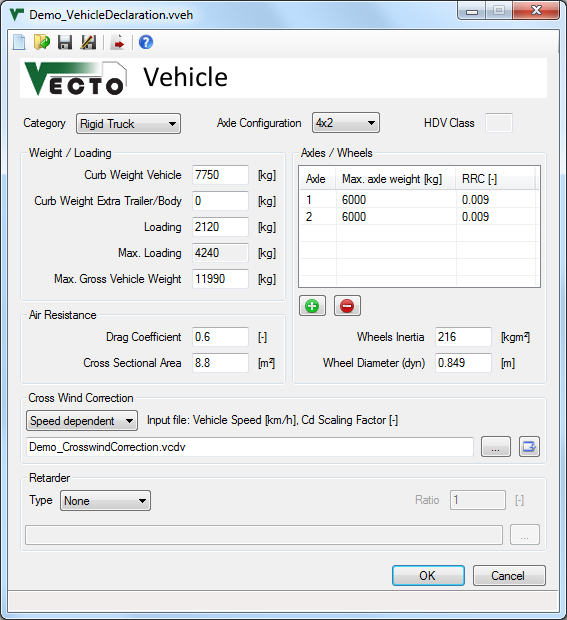 Demo_VehicleDeclaration.vveh
VECTO Vehicle
Category Rigid Truck Axle Configuration 4x2 HDV Class
Weight / Loading
Curb Weight Vehicle 7750 [kg]
Curb Weight Extra Trailer/Body 0 [kg]
Loading 2120 [kg]
Max. Loading 4240 [kg]
Max. Gross Vehicle Weight 11990 [kg]
Axles / Wheels
Axle Max. axle weight [kg] RRC [-]
1 6000 0.009
2 6000 0.009
Air Resistance
Drag Coefficient 0.6 [-]
Cross Sectional Area 8.8 [m²]
Wheels Inertia 216 [kgm²]
Wheel Diameter (dyn) 0.849 [m]
Cross Wind Correction
Speed dependent Input file: Vehicle Speed [km/h], Cd Scaling Factor [-]
Demo_CrosswindCorrection.vcdv ...
Retarder
Type None Ratio 1 [-]
...
OK Cancel